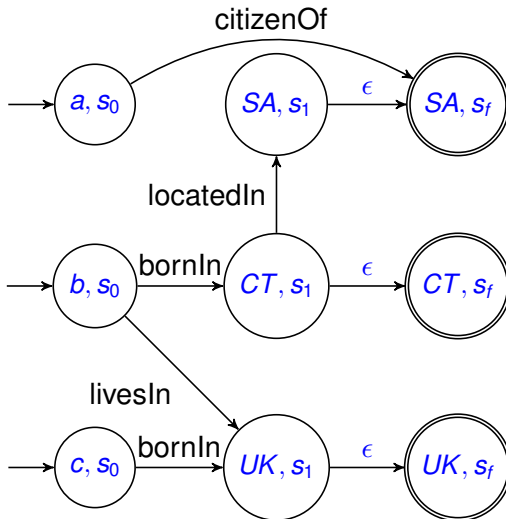 citizenOf
a, s0
SA, s1
ϵ
SA, sf
locatedIn
b, s0
bornIn
CT, s1
ϵ
CT, sf
livesIn
c, s0
bornIn
UK, s1
ϵ
UK, sf